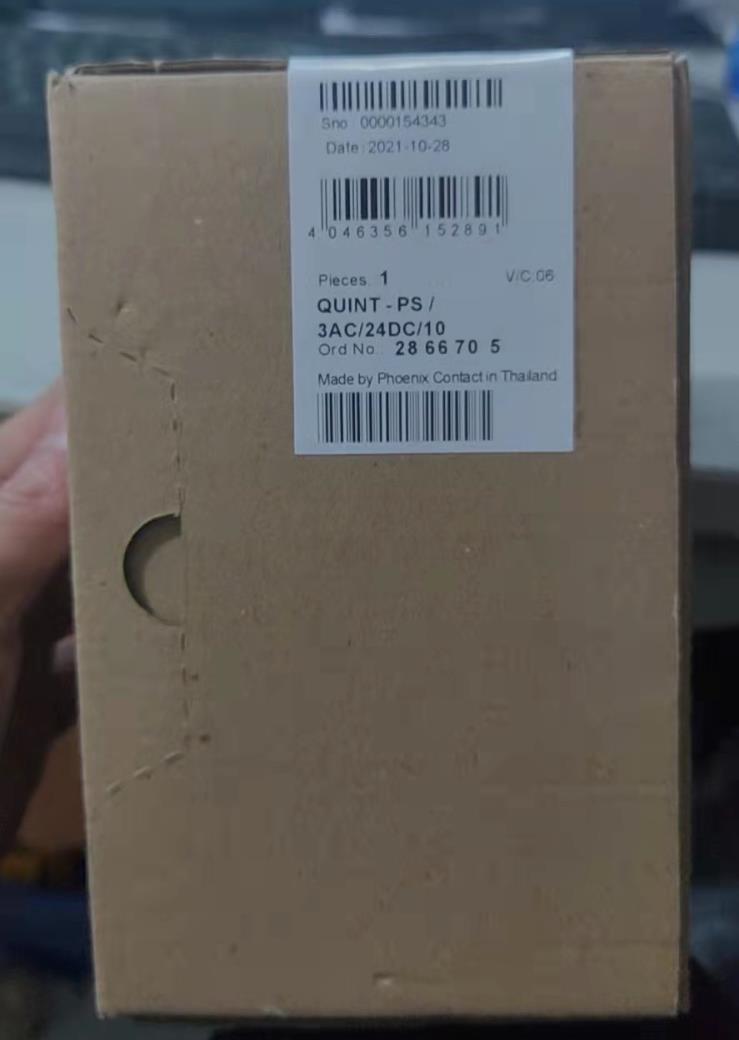 Sno 0000154343
Date: 2021-10-28
4 046356 152891
Pieces: 1 V/C.06
QUINT-PS/
3AC/24DC/10
Ord No.: 28 66 70 5
Made by Phoenix Contact in Thailand